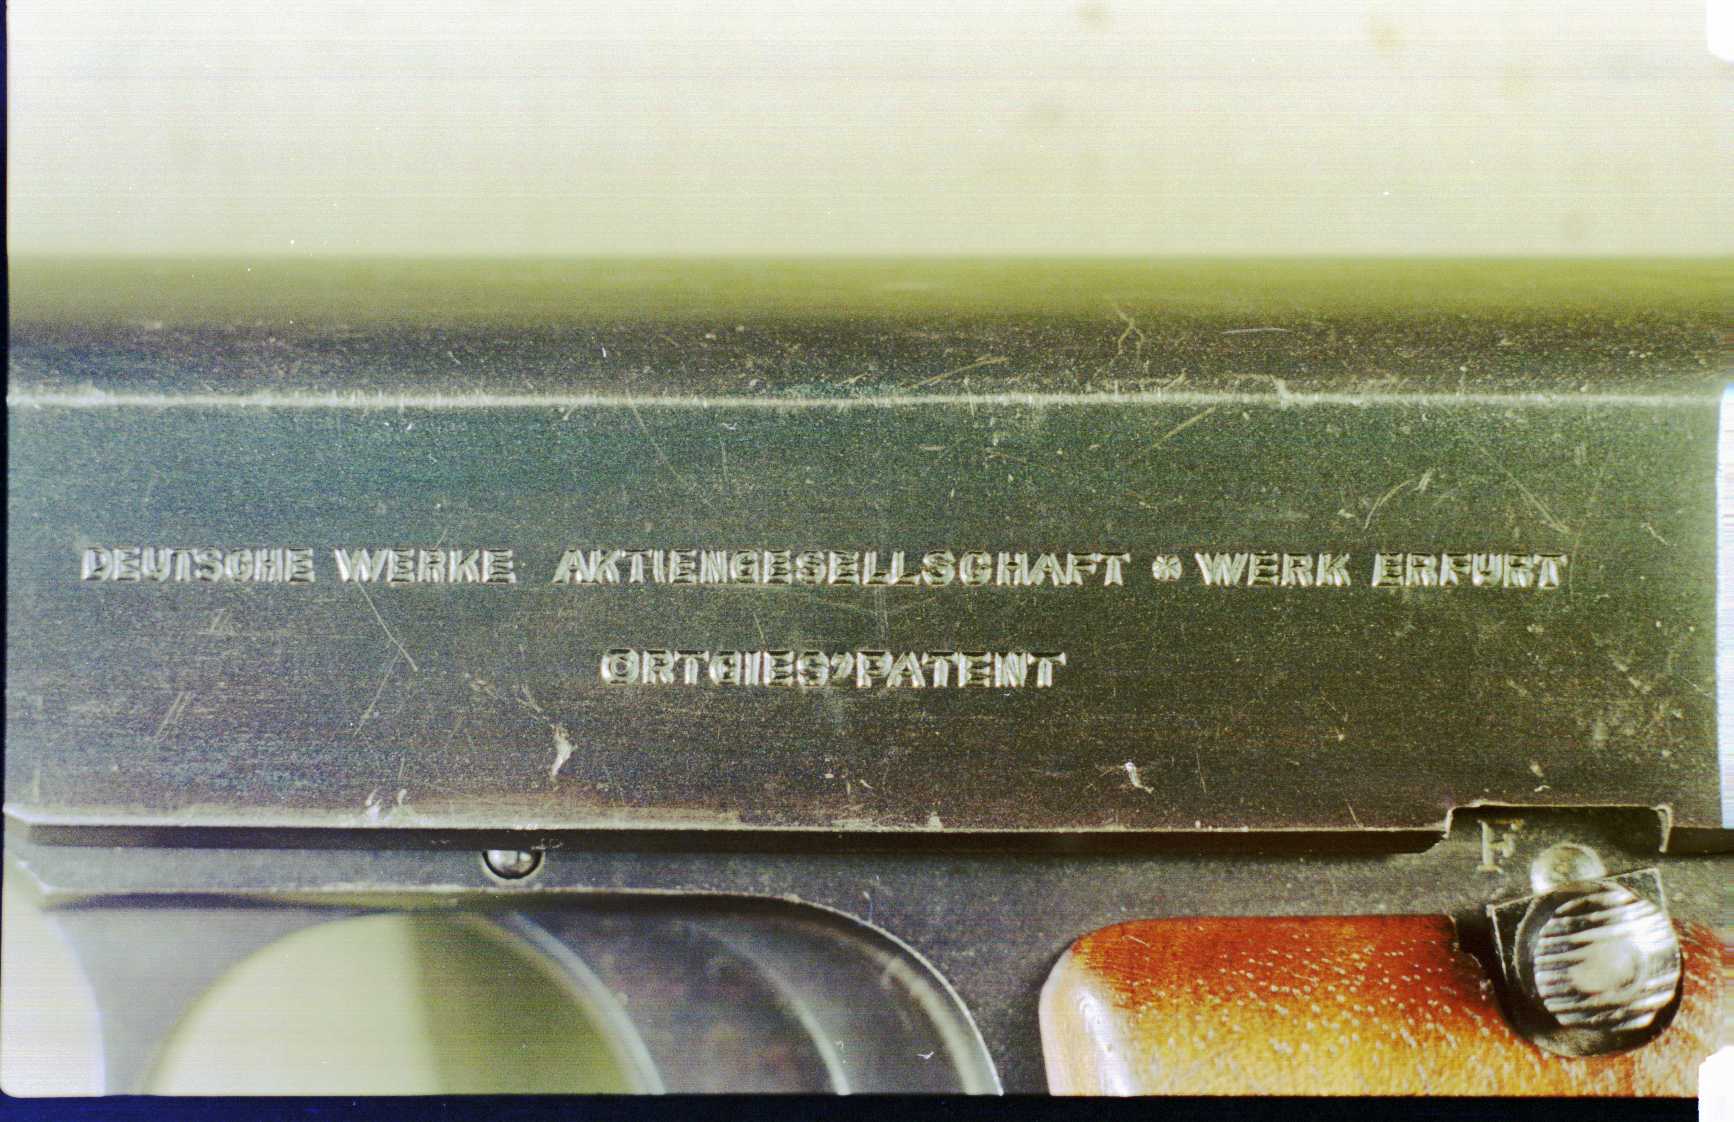 DEUTSCHE WERKE AKTIENGESELLSCHAFT * WERK ERFURT
ORTGIES' PATENT
F